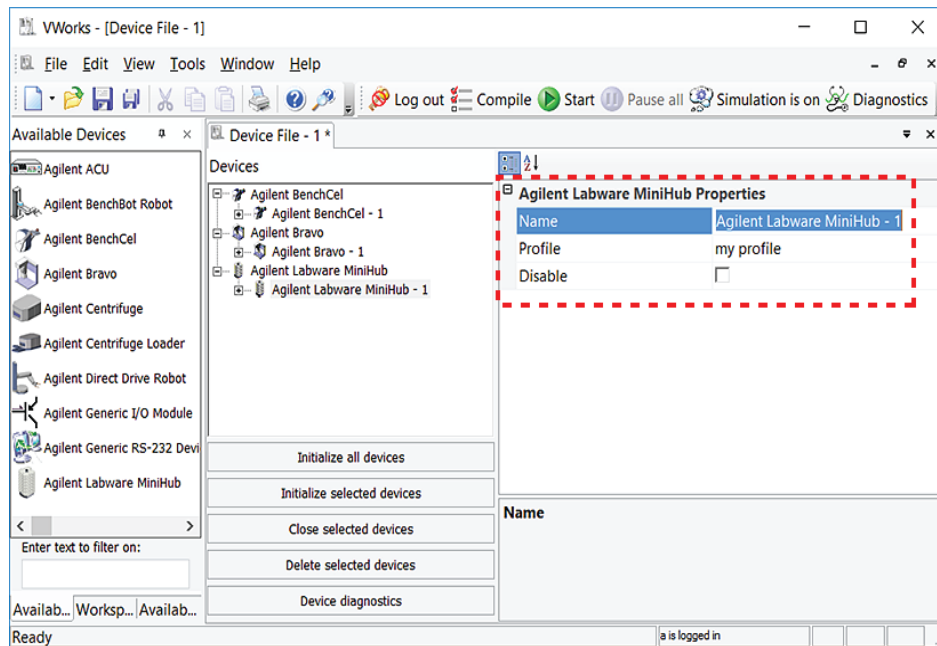 VWorks - [Device File - 1]
File Edit View Tools Window Help
Log out Compile Start Pause all Simulation is on Diagnostics
Available Devices
Device File - 1 *
Agilent ACU
Agilent BenchBot Robot
Agilent BenchCel
Agilent Bravo
Agilent Centrifuge
Agilent Centrifuge Loader
Agilent Direct Drive Robot
Agilent Generic I/O Module
Agilent Generic RS-232 Devi
Agilent Labware MiniHub
Enter text to filter on:
Availab... Worksp... Availab...
Devices
Agilent BenchCel
Agilent BenchCel - 1
Agilent Bravo
Agilent Bravo - 1
Agilent Labware MiniHub
Agilent Labware MiniHub - 1
Initialize all devices
Initialize selected devices
Close selected devices
Delete selected devices
Device diagnostics
Agilent Labware MiniHub Properties
Name Agilent Labware MiniHub - 1
Profile my profile
Disable
Name
Ready
a is logged in